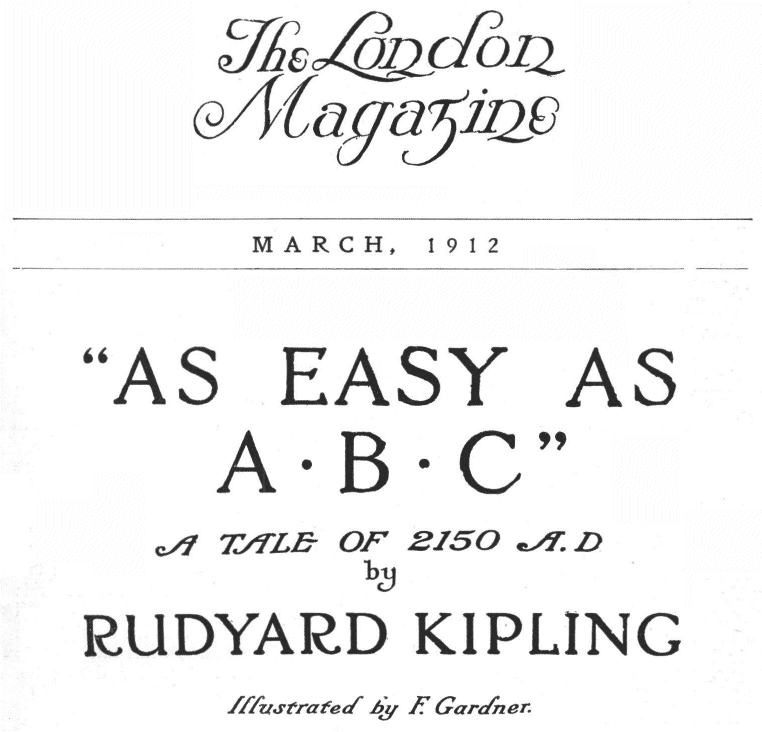 The London
Magazine
MARCH, 1912
“AS EASY AS
A·B·C”
A TALE OF 2150 A.D
by
RUDYARD KIPLING
Illustrated by F. Gardner.